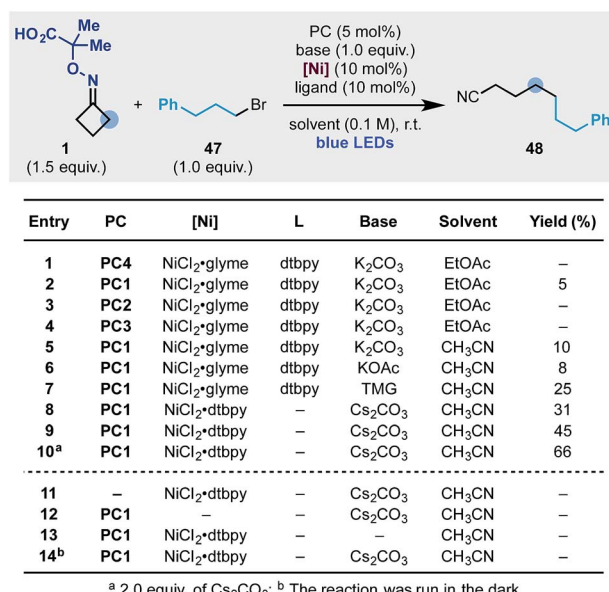 HO₂C Me
Me
O N
1
(1.5 equiv.)
+
Ph Br
47
(1.0 equiv.)
PC (5 mol%)
base (1.0 equiv.)
[Ni] (10 mol%)
ligand (10 mol%)
solvent (0.1 M), r.t.
blue LEDs
NC Ph
48
Entry PC [Ni] L Base Solvent Yield (%)
1 PC4 NiCl₂•glyme dtbpy K₂CO₃ EtOAc –
2 PC1 NiCl₂•glyme dtbpy K₂CO₃ EtOAc 5
3 PC2 NiCl₂•glyme dtbpy K₂CO₃ EtOAc –
4 PC3 NiCl₂•glyme dtbpy K₂CO₃ EtOAc –
5 PC1 NiCl₂•glyme dtbpy K₂CO₃ CH₃CN 10
6 PC1 NiCl₂•glyme dtbpy KOAc CH₃CN 8
7 PC1 NiCl₂•glyme dtbpy TMG CH₃CN 25
8 PC1 NiCl₂•dtbpy – Cs₂CO₃ CH₃CN 31
9 PC1 NiCl₂•dtbpy – Cs₂CO₃ CH₃CN 45
10ᵃ PC1 NiCl₂•dtbpy – Cs₂CO₃ CH₃CN 66
11 – NiCl₂•dtbpy – Cs₂CO₃ CH₃CN –
12 PC1 – – Cs₂CO₃ CH₃CN –
13 PC1 NiCl₂•dtbpy – – CH₃CN –
14ᵇ PC1 NiCl₂•dtbpy – Cs₂CO₃ CH₃CN –
ᵃ 2.0 equiv. of Cs₂CO₃; ᵇ The reaction was run in the dark